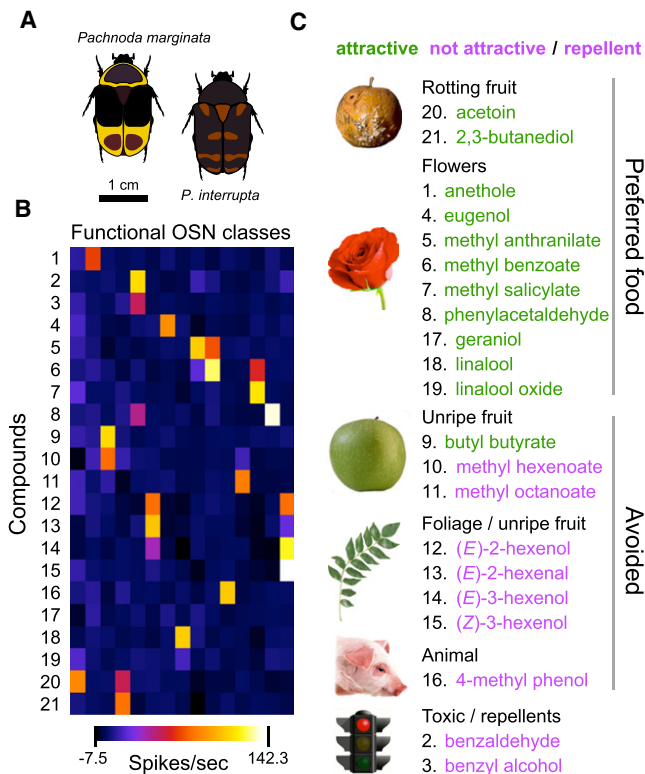 A
Pachnoda marginata
P. interrupta
1 cm
B
Functional OSN classes
Compounds
1
2
3
4
5
6
7
8
9
10
11
12
13
14
15
16
17
18
19
20
21
-7.5
Spikes/sec
142.3
C
attractive not attractive / repellent
Rotting fruit
20. acetoin
21. 2,3-butanediol
Flowers
1. anethole
4. eugenol
5. methyl anthranilate
6. methyl benzoate
7. methyl salicylate
8. phenylacetaldehyde
17. geraniol
18. linalool
19. linalool oxide
Preferred food
Unripe fruit
9. butyl butyrate
10. methyl hexenoate
11. methyl octanoate
Foliage / unripe fruit
12. (E)-2-hexenol
13. (E)-2-hexenal
14. (E)-3-hexenol
15. (Z)-3-hexenol
Animal
16. 4-methyl phenol
Avoided
Toxic / repellents
2. benzaldehyde
3. benzyl alcohol